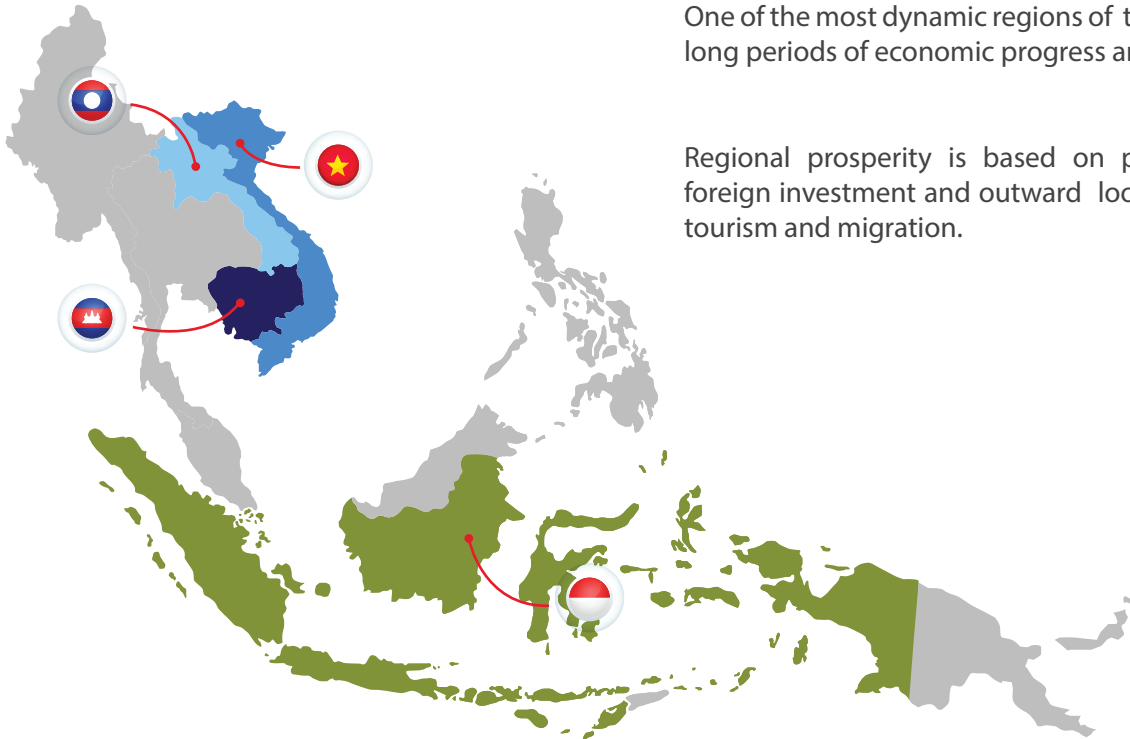 One of the most dynamic regions of
long periods of economic progress
Regional prosperity is based on
foreign investment and outward
tourism and migration.